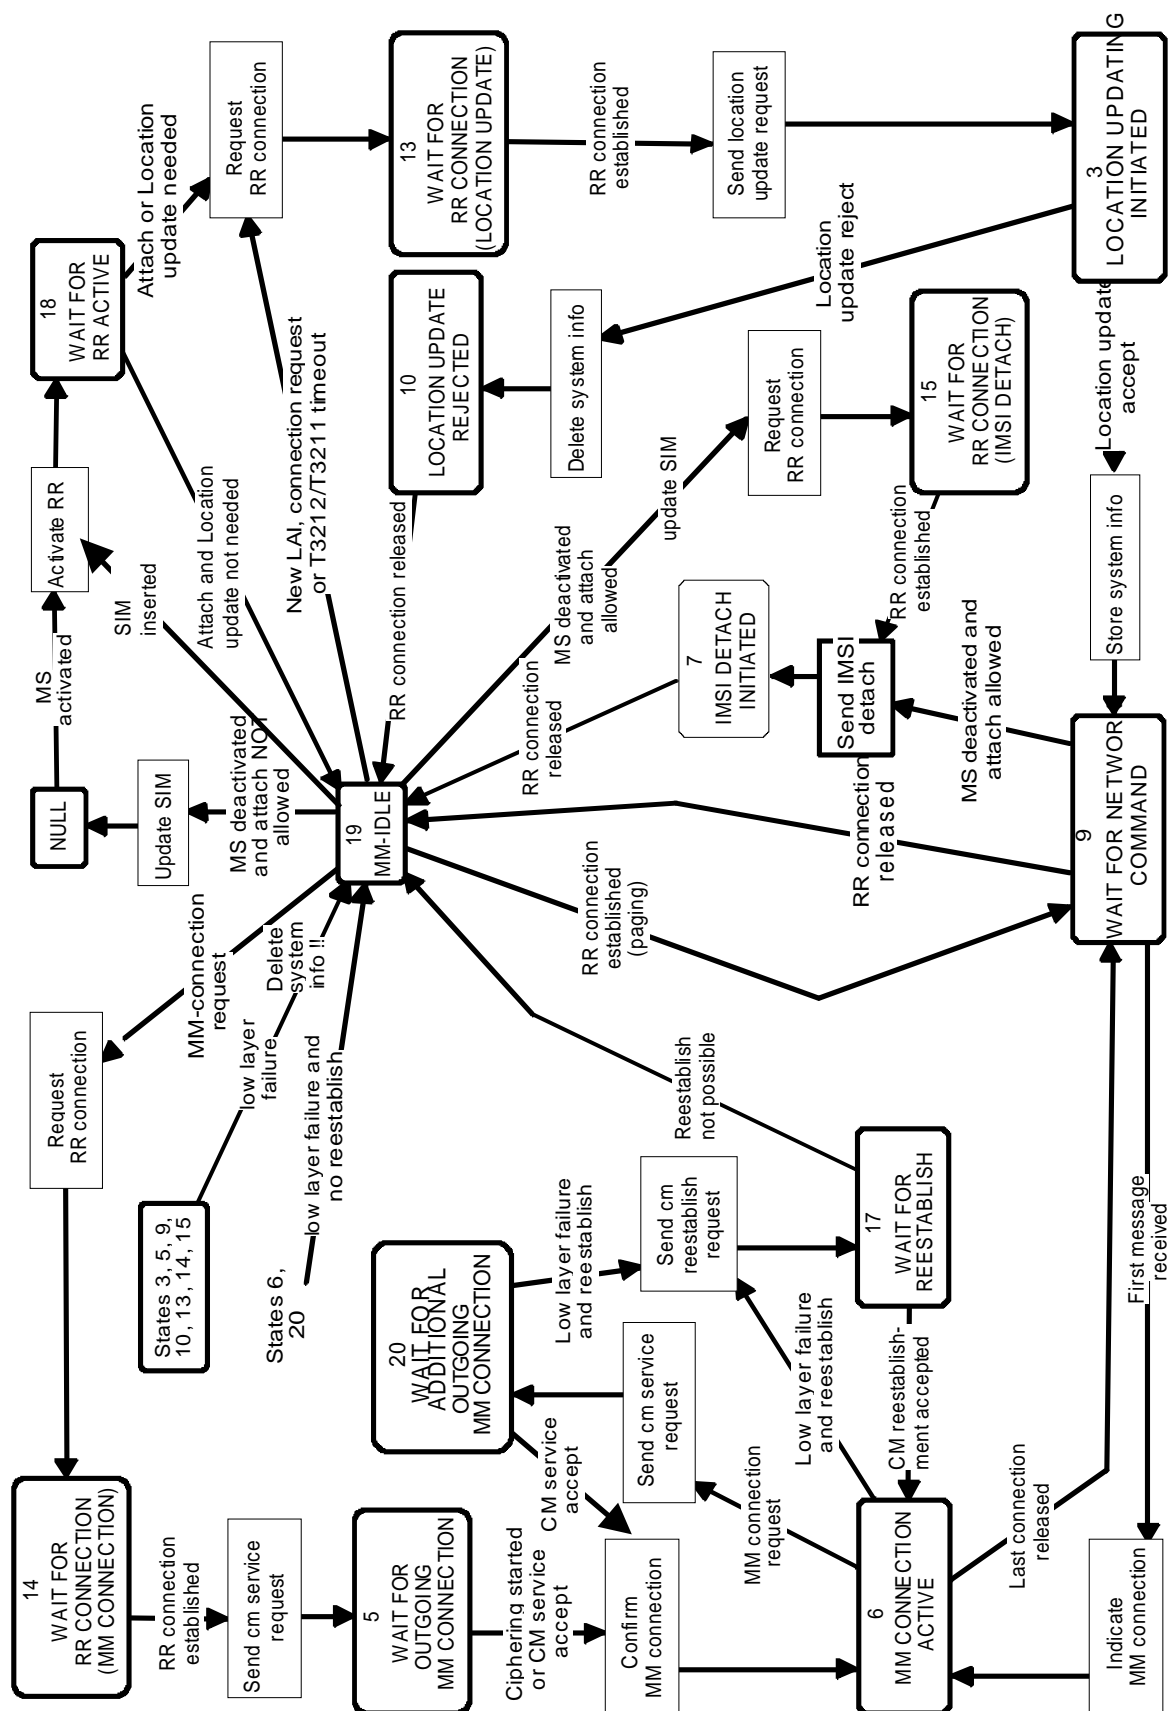 14
WAIT FOR
RR CONNECTION
(MM CONNECTION)
Request
RR connection
MM-connection
request
NULL
MS
activated
Activate RR
18
WAIT FOR
RR ACTIVE
Attach or Location
update needed
RR connection
established
Send cm service
request
States 3, 5, 9,
10, 13, 14, 15
low layer
failure
Delete
system
info !!
Update SIM
MS deactivated
and attach NOT
allowed
SIM
inserted
Attach and Location
update not needed
Request
RR connection
States 6,
20
low layer failure and
no reestablish
19
MM-IDLE
New LAI, connection request
or T3212/T3211 timeout
5
WAIT FOR
OUTGOING
MM CONNECTION
20
WAIT FOR
ADDITIONAL
OUTGOING
MM CONNECTION
RR connection released
10
LOCATION UPDATE
REJECTED
13
WAIT FOR
RR CONNECTION
(LOCATION UPDATE)
Ciphering started
or CM service
accept
CM service
accept
Low layer failure
and reestablish
RR connection
released
MS deactivated
and attach
allowed
Delete system info
RR connection
established
Confirm
MM connection
Send cm service
request
Send cm
reestablish
request
Reestablish
not possible
RR connection
established
(paging)
7
IMSI DETACH
INITIATED
update SIM
Request
RR connection
Send location
update request
MM connection
request
Low layer failure
and reestablish
Send IMSI
detach
RR connection
established
Location
update reject
6
MM CONNECTION
ACTIVE
CM reestablish-
ment accepted
17
WAIT FOR
REESTABLISH
RR connection
released
MS deactivated and
attach allowed
15
WAIT FOR
RR CONNECTION
(IMSI DETACH)
Last connection
released
9
WAIT FOR NETWOR
COMMAND
Store system info
Location update
accept
3
LOCATION UPDATING
INITIATED
Indicate
MM connection
First message
received